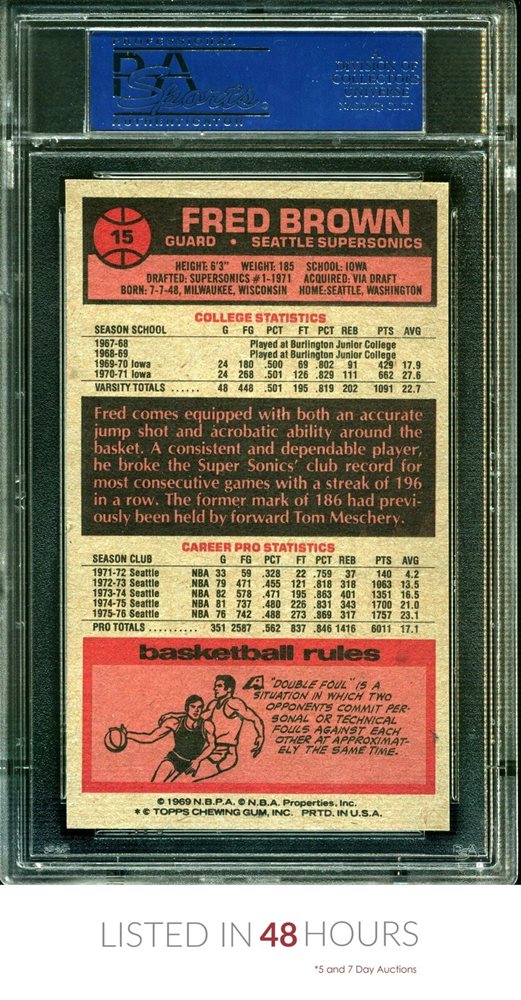 PROFESSIONAL
PSA
Sports
AUTHENTICATOR
A
DIVISION OF
COLLECTORS
UNIVERSE
NASDAQ: CLCT
15
FRED BROWN
GUARD • SEATTLE SUPERSONICS
HEIGHT: 6'3" WEIGHT: 185 SCHOOL: IOWA
DRAFTED: SUPERSONICS #1-1971 ACQUIRED: VIA DRAFT
BORN: 7-7-48, MILWAUKEE, WISCONSIN HOME: SEATTLE, WASHINGTON
COLLEGE STATISTICS
SEASON SCHOOL G FG PCT FT PCT REB PTS AVG
1967-68 Played at Burlington Junior College
1968-69 Played at Burlington Junior College
1969-70 Iowa 24 180 .500 69 .802 91 429 17.9
1970-71 Iowa 24 268 .501 126 .829 111 662 27.6
VARSITY TOTALS ...... 48 448 .501 195 .819 202 1091 22.7
Fred comes equipped with both an accurate
jump shot and acrobatic ability around the
basket. A consistent and dependable player,
he broke the Super Sonics' club record for
most consecutive games with a streak of 196
in a row. The former mark of 186 had previ-
ously been held by forward Tom Meschery.
CAREER PRO STATISTICS
SEASON CLUB G FG PCT FT PCT REB PTS AVG
1971-72 Seattle NBA 33 59 .328 22 .759 37 140 4.2
1972-73 Seattle NBA 79 471 .455 121 .818 318 1063 13.5
1973-74 Seattle NBA 82 578 .471 195 .863 401 1351 16.5
1974-75 Seattle NBA 81 737 .480 226 .831 343 1700 21.0
1975-76 Seattle NBA 76 742 .488 273 .869 317 1757 23.1
PRO TOTALS .......... 351 2587 .562 837 .846 1416 6011 17.1
basketball rules
A "DOUBLE FOUL" IS A
SITUATION IN WHICH TWO
OPPONENTS COMMIT PER-
SONAL OR TECHNICAL
FOULS AGAINST EACH
OTHER AT APPROXIMAT-
ELY THE SAME TIME.
© 1969 N.B.P.A. © N.B.A. Properties, Inc.
* © TOPPS CHEWING GUM, INC. PRTD. IN U.S.A.
LISTED IN 48 HOURS
*5 and 7 Day Auctions